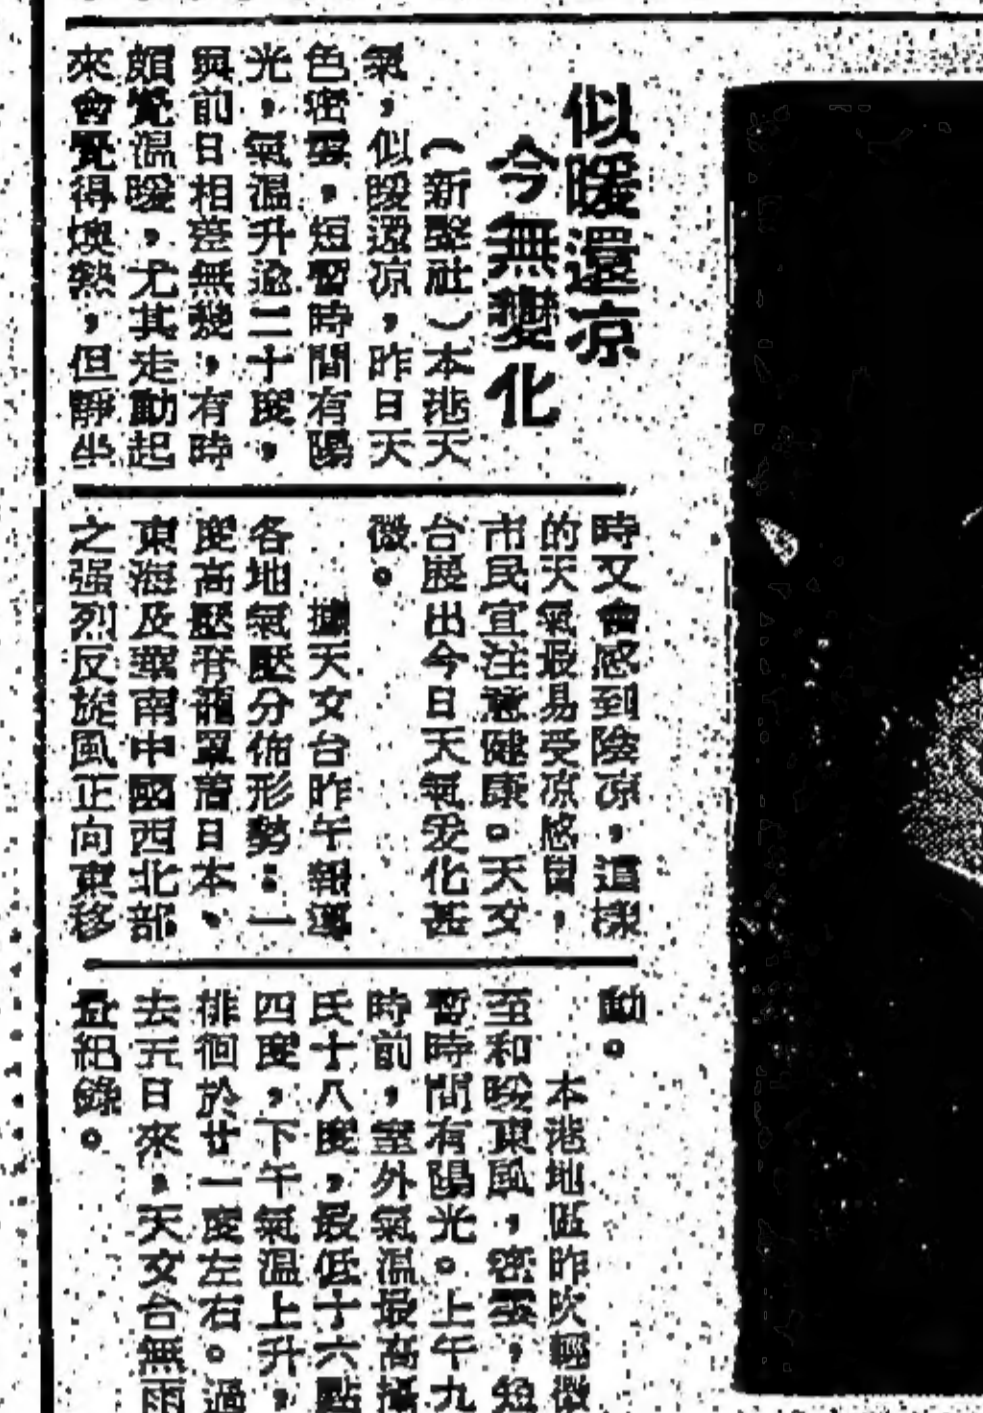 似暖還凉
今無變化
（新聲社）本港天
氣，似暖還凉，昨日天
色密雲，短暫時間有陽
光，氣温升逾二十度，
與前日相差無幾，有時
頗覺温暖，尤其走動起
來會覺得燠熱，但靜坐
時又會感到陰凉，這樣
的天氣最易受凉感冒，
市民宜注意健康。天文
台展出今日天氣变化甚
微。
據天文台昨午報導
各地氣壓分佈形勢：一
度高壓脊籠罩着日本、
東海及華南中國西北部
之强烈反旋風正向東移
動。
本港地區昨吹輕微
至和緩東風，密雲，短
暫時間有陽光。上午九
時前，室外氣温最高攝
氏十八度，最低十六點
四度，下午氣温上升，
徘徊於廿一度左右。過
去五日來，天文台無雨
量紀錄。